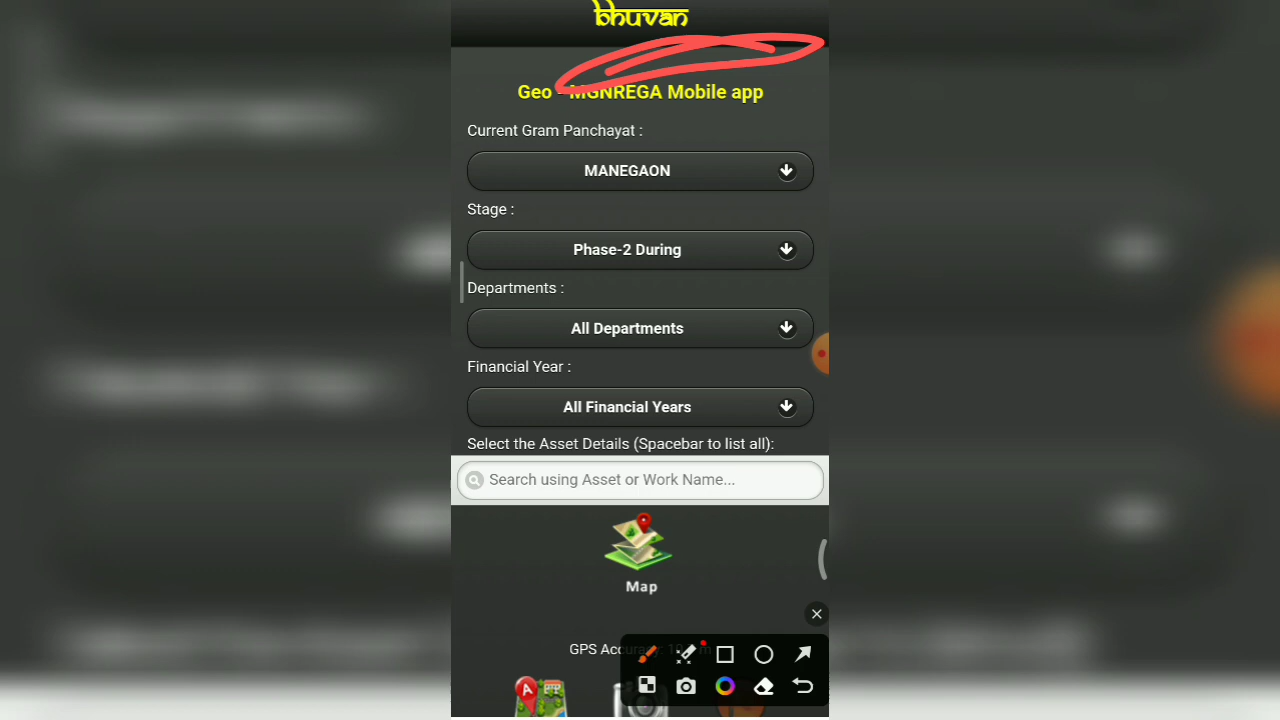 bhuvan
Geo - MGNREGA Mobile app
Current Gram Panchayat :
MANEGAON
Stage :
Phase-2 During
Departments :
All Departments
Financial Year :
All Financial Years
Select the Asset Details (Spacebar to list all):
Search using Asset or Work Name...
Map
GPS